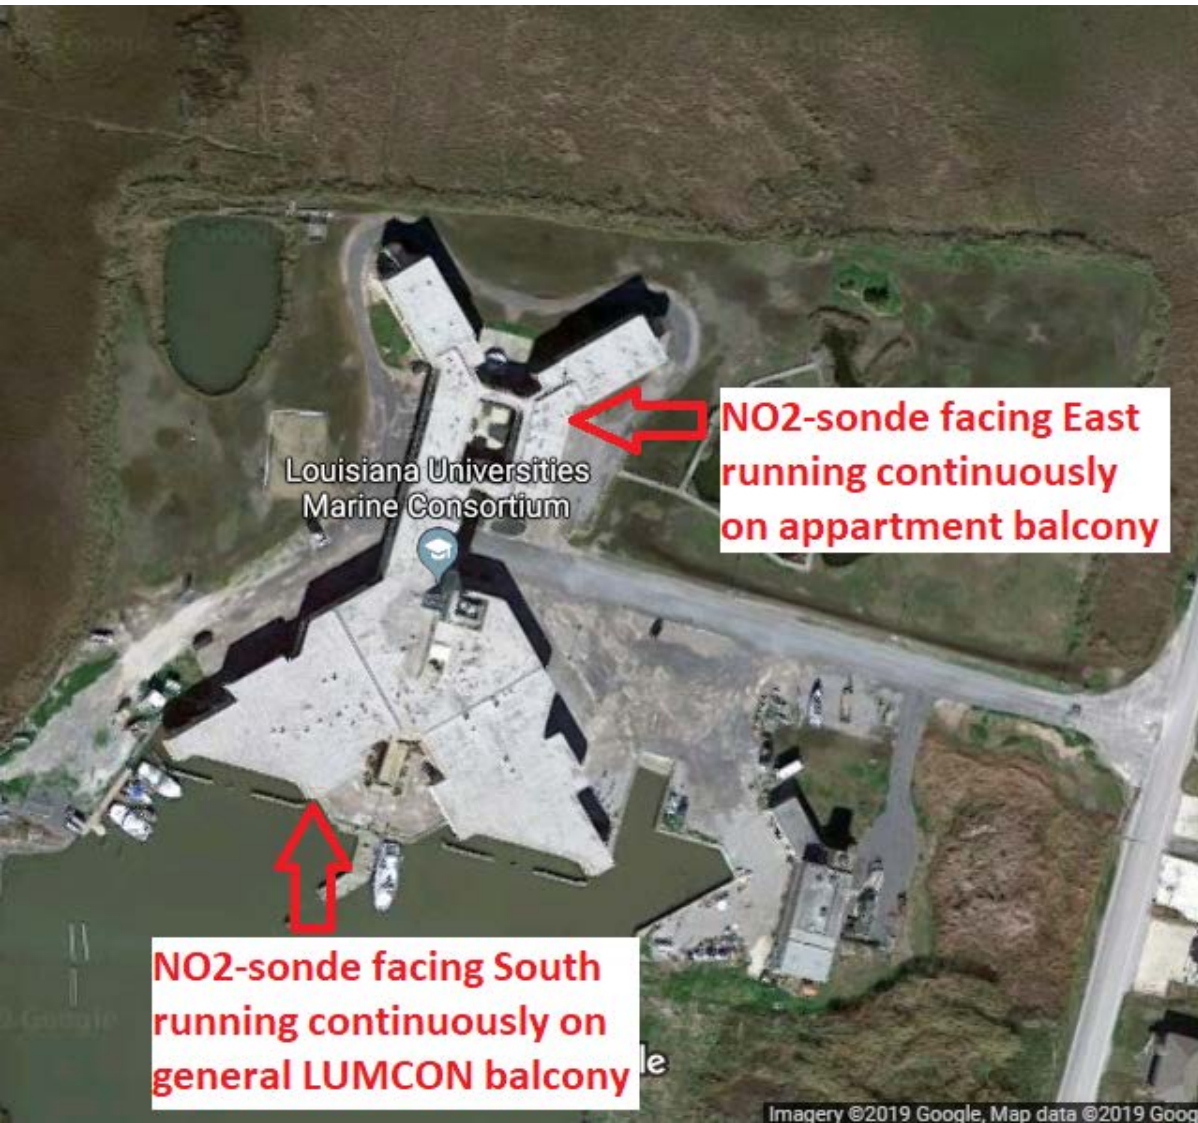 Louisiana Universities
Marine Consortium
NO2-sonde facing East
running continuously
on appartment balcony
NO2-sonde facing South
running continuously on
general LUMCON balcony
le
Imagery ©2019 Google, Map data ©2019 Goog